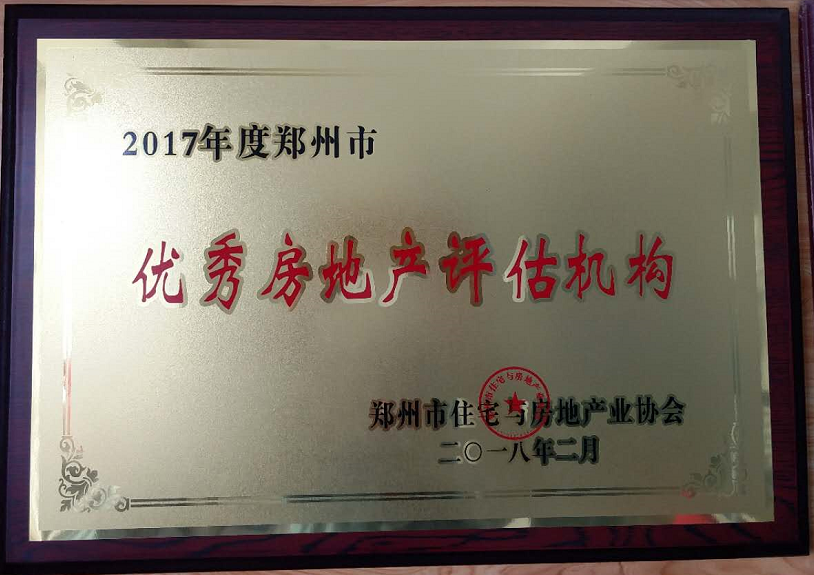 2017年度郑州市
优秀房地产评估机构
郑州市住宅与房地产业协会
二〇一八年二月